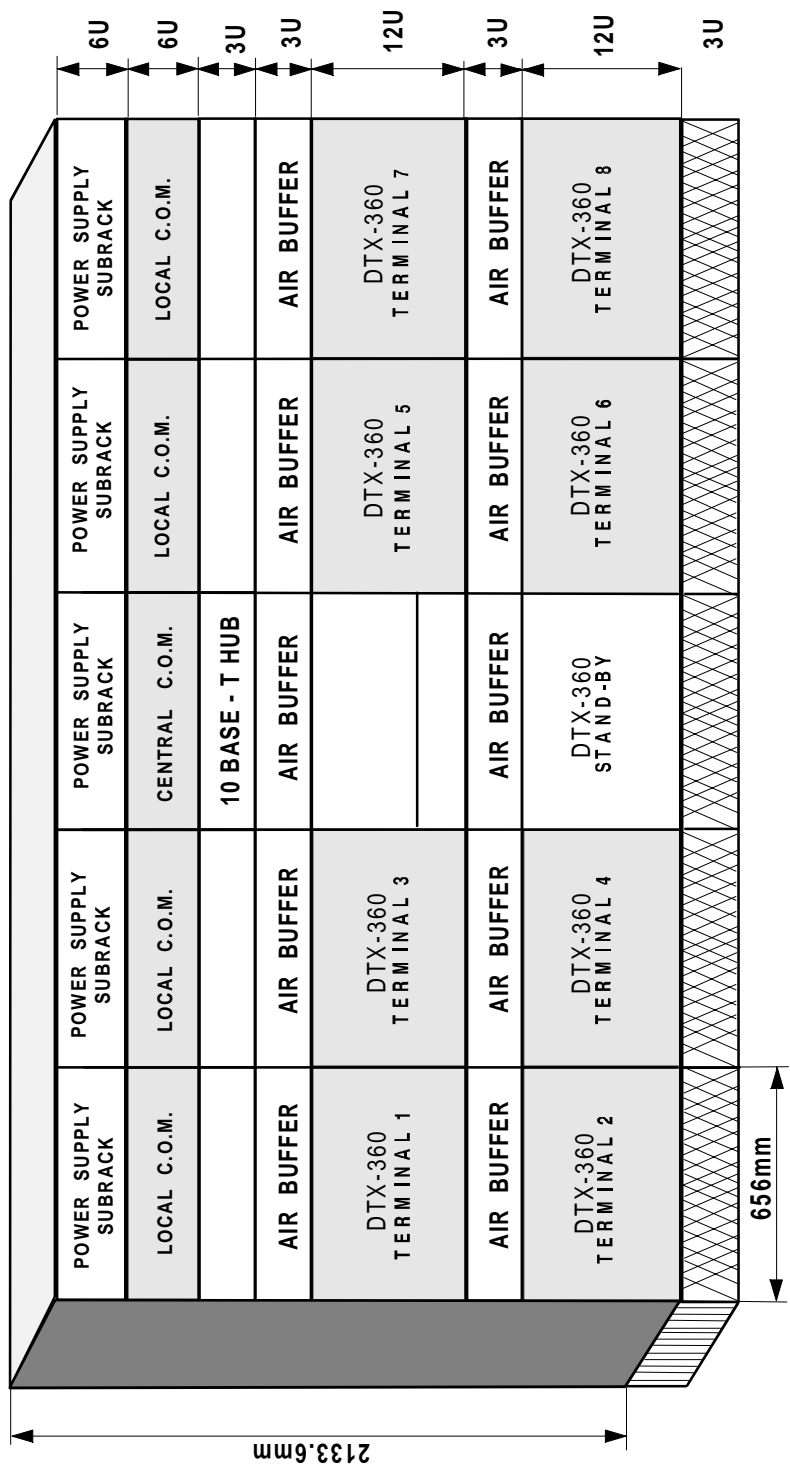 POWER SUPPLY
SUBRACK
POWER SUPPLY
SUBRACK
POWER SUPPLY
SUBRACK
POWER SUPPLY
SUBRACK
POWER SUPPLY
SUBRACK
6U
LOCAL C.O.M.
LOCAL C.O.M.
CENTRAL C.O.M.
LOCAL C.O.M.
LOCAL C.O.M.
6U
10 BASE - T HUB
3U
AIR BUFFER
AIR BUFFER
AIR BUFFER
AIR BUFFER
AIR BUFFER
3U
DTX-360
TERMINAL 1
DTX-360
TERMINAL 3
DTX-360
TERMINAL 5
DTX-360
TERMINAL 7
12U
AIR BUFFER
AIR BUFFER
AIR BUFFER
AIR BUFFER
AIR BUFFER
3U
DTX-360
TERMINAL 2
DTX-360
TERMINAL 4
DTX-360
STAND-BY
DTX-360
TERMINAL 6
DTX-360
TERMINAL 8
12U
3U
2133.6mm
656mm